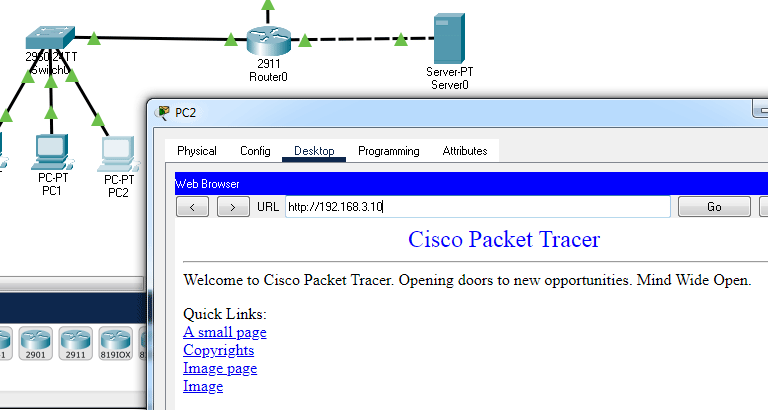 2960 24TT
Switch0
2911
Router0
Server-PT
Server0
PC-PT
PC1
PC-PT
PC2
PC2
Physical Config Desktop Programming Attributes
Web Browser
< > URL http://192.168.3.10 Go
Cisco Packet Tracer
Welcome to Cisco Packet Tracer. Opening doors to new opportunities. Mind Wide Open.
Quick Links:
A small page
Copyrights
Image page
Image
2901 2911 819IOX